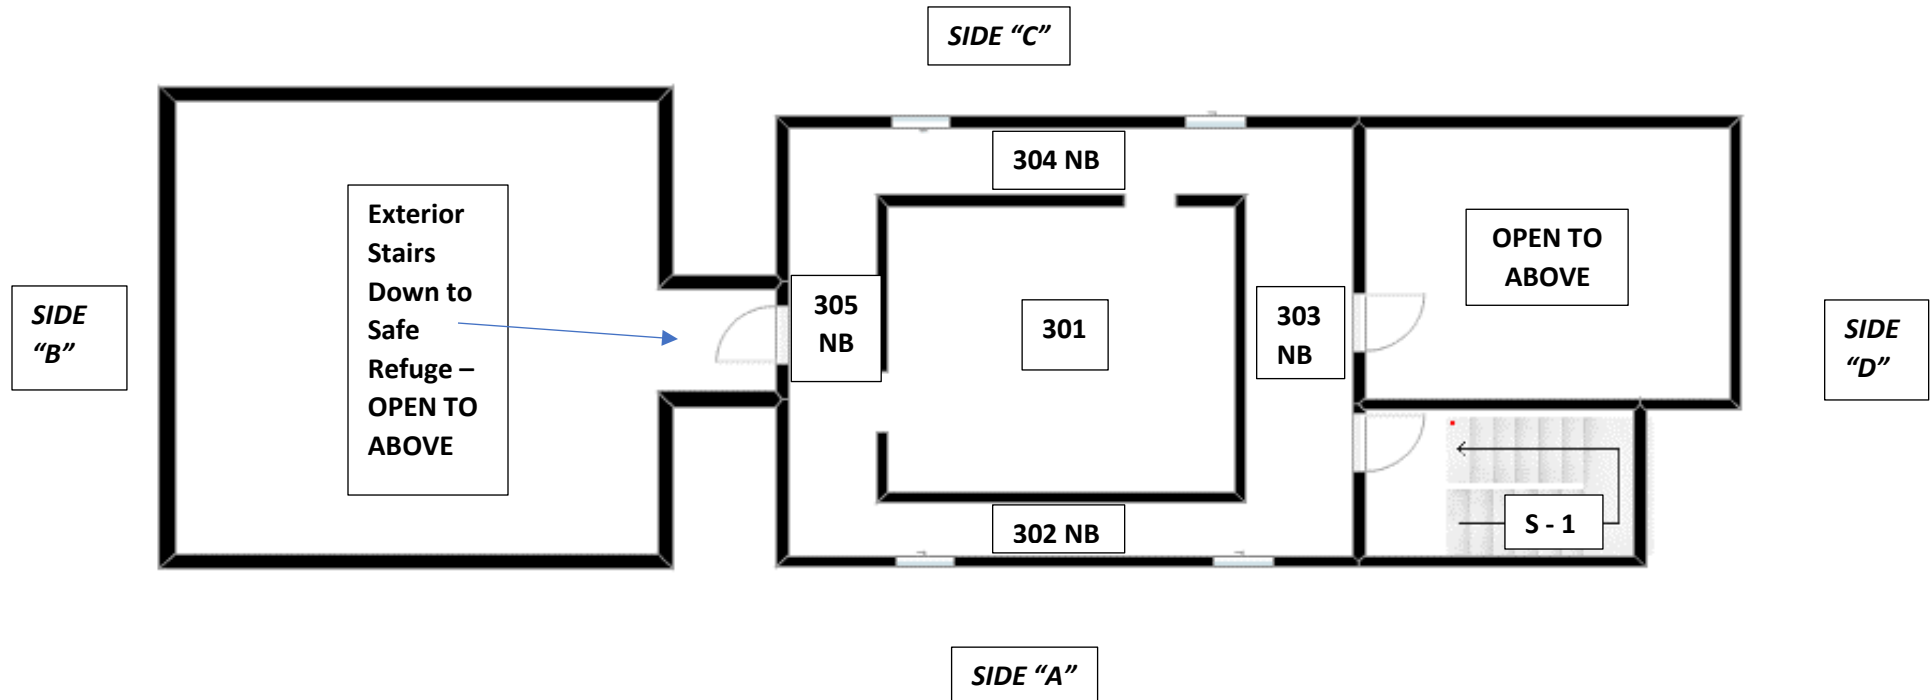 SIDE “C”
304 NB
Exterior
Stairs
Down to
Safe
Refuge –
OPEN TO
ABOVE
OPEN TO
ABOVE
SIDE
“B”
305
NB
301
303
NB
SIDE
“D”
302 NB
S - 1
SIDE “A”